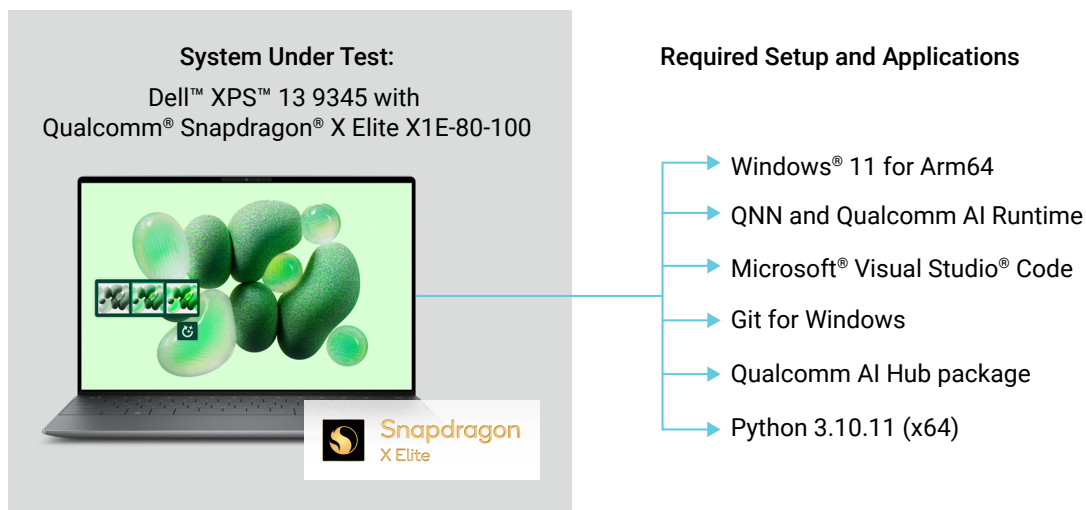 System Under Test:
Dell™ XPS™ 13 9345 with
Qualcomm® Snapdragon® X Elite X1E-80-100
Snapdragon
X Elite
Required Setup and Applications
Windows® 11 for Arm64
QNN and Qualcomm AI Runtime
Microsoft® Visual Studio® Code
Git for Windows
Qualcomm AI Hub package
Python 3.10.11 (x64)